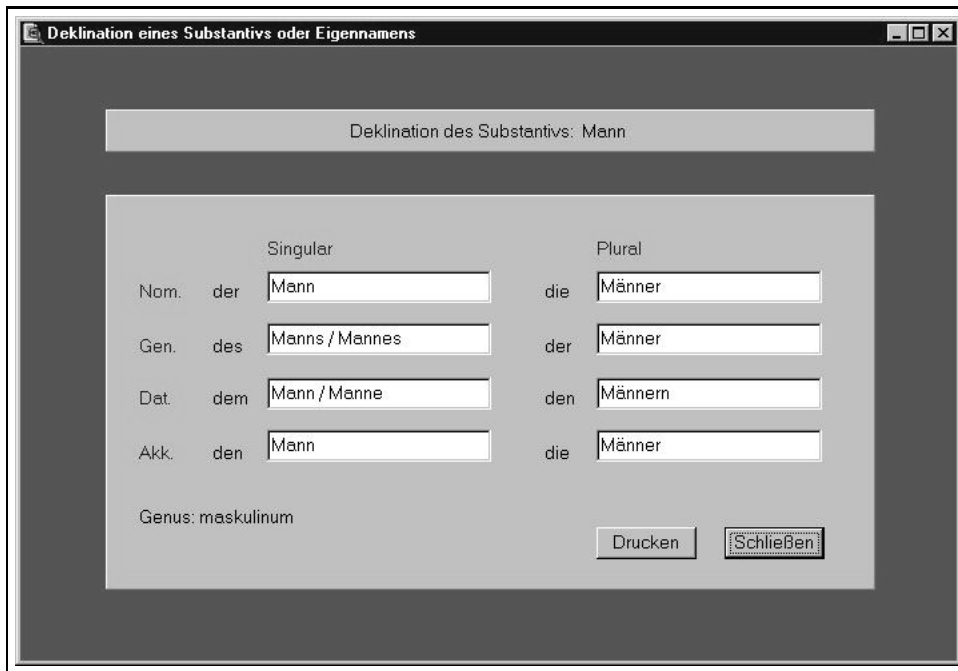 Deklination eines Substantivs oder Eigennamens
Deklination des Substantivs: Mann
Singular Plural
Nom. der Mann die Männer
Gen. des Manns / Mannes der Männer
Dat. dem Mann / Manne den Männern
Akk. den Mann die Männer
Genus: maskulinum
Drucken Schließen